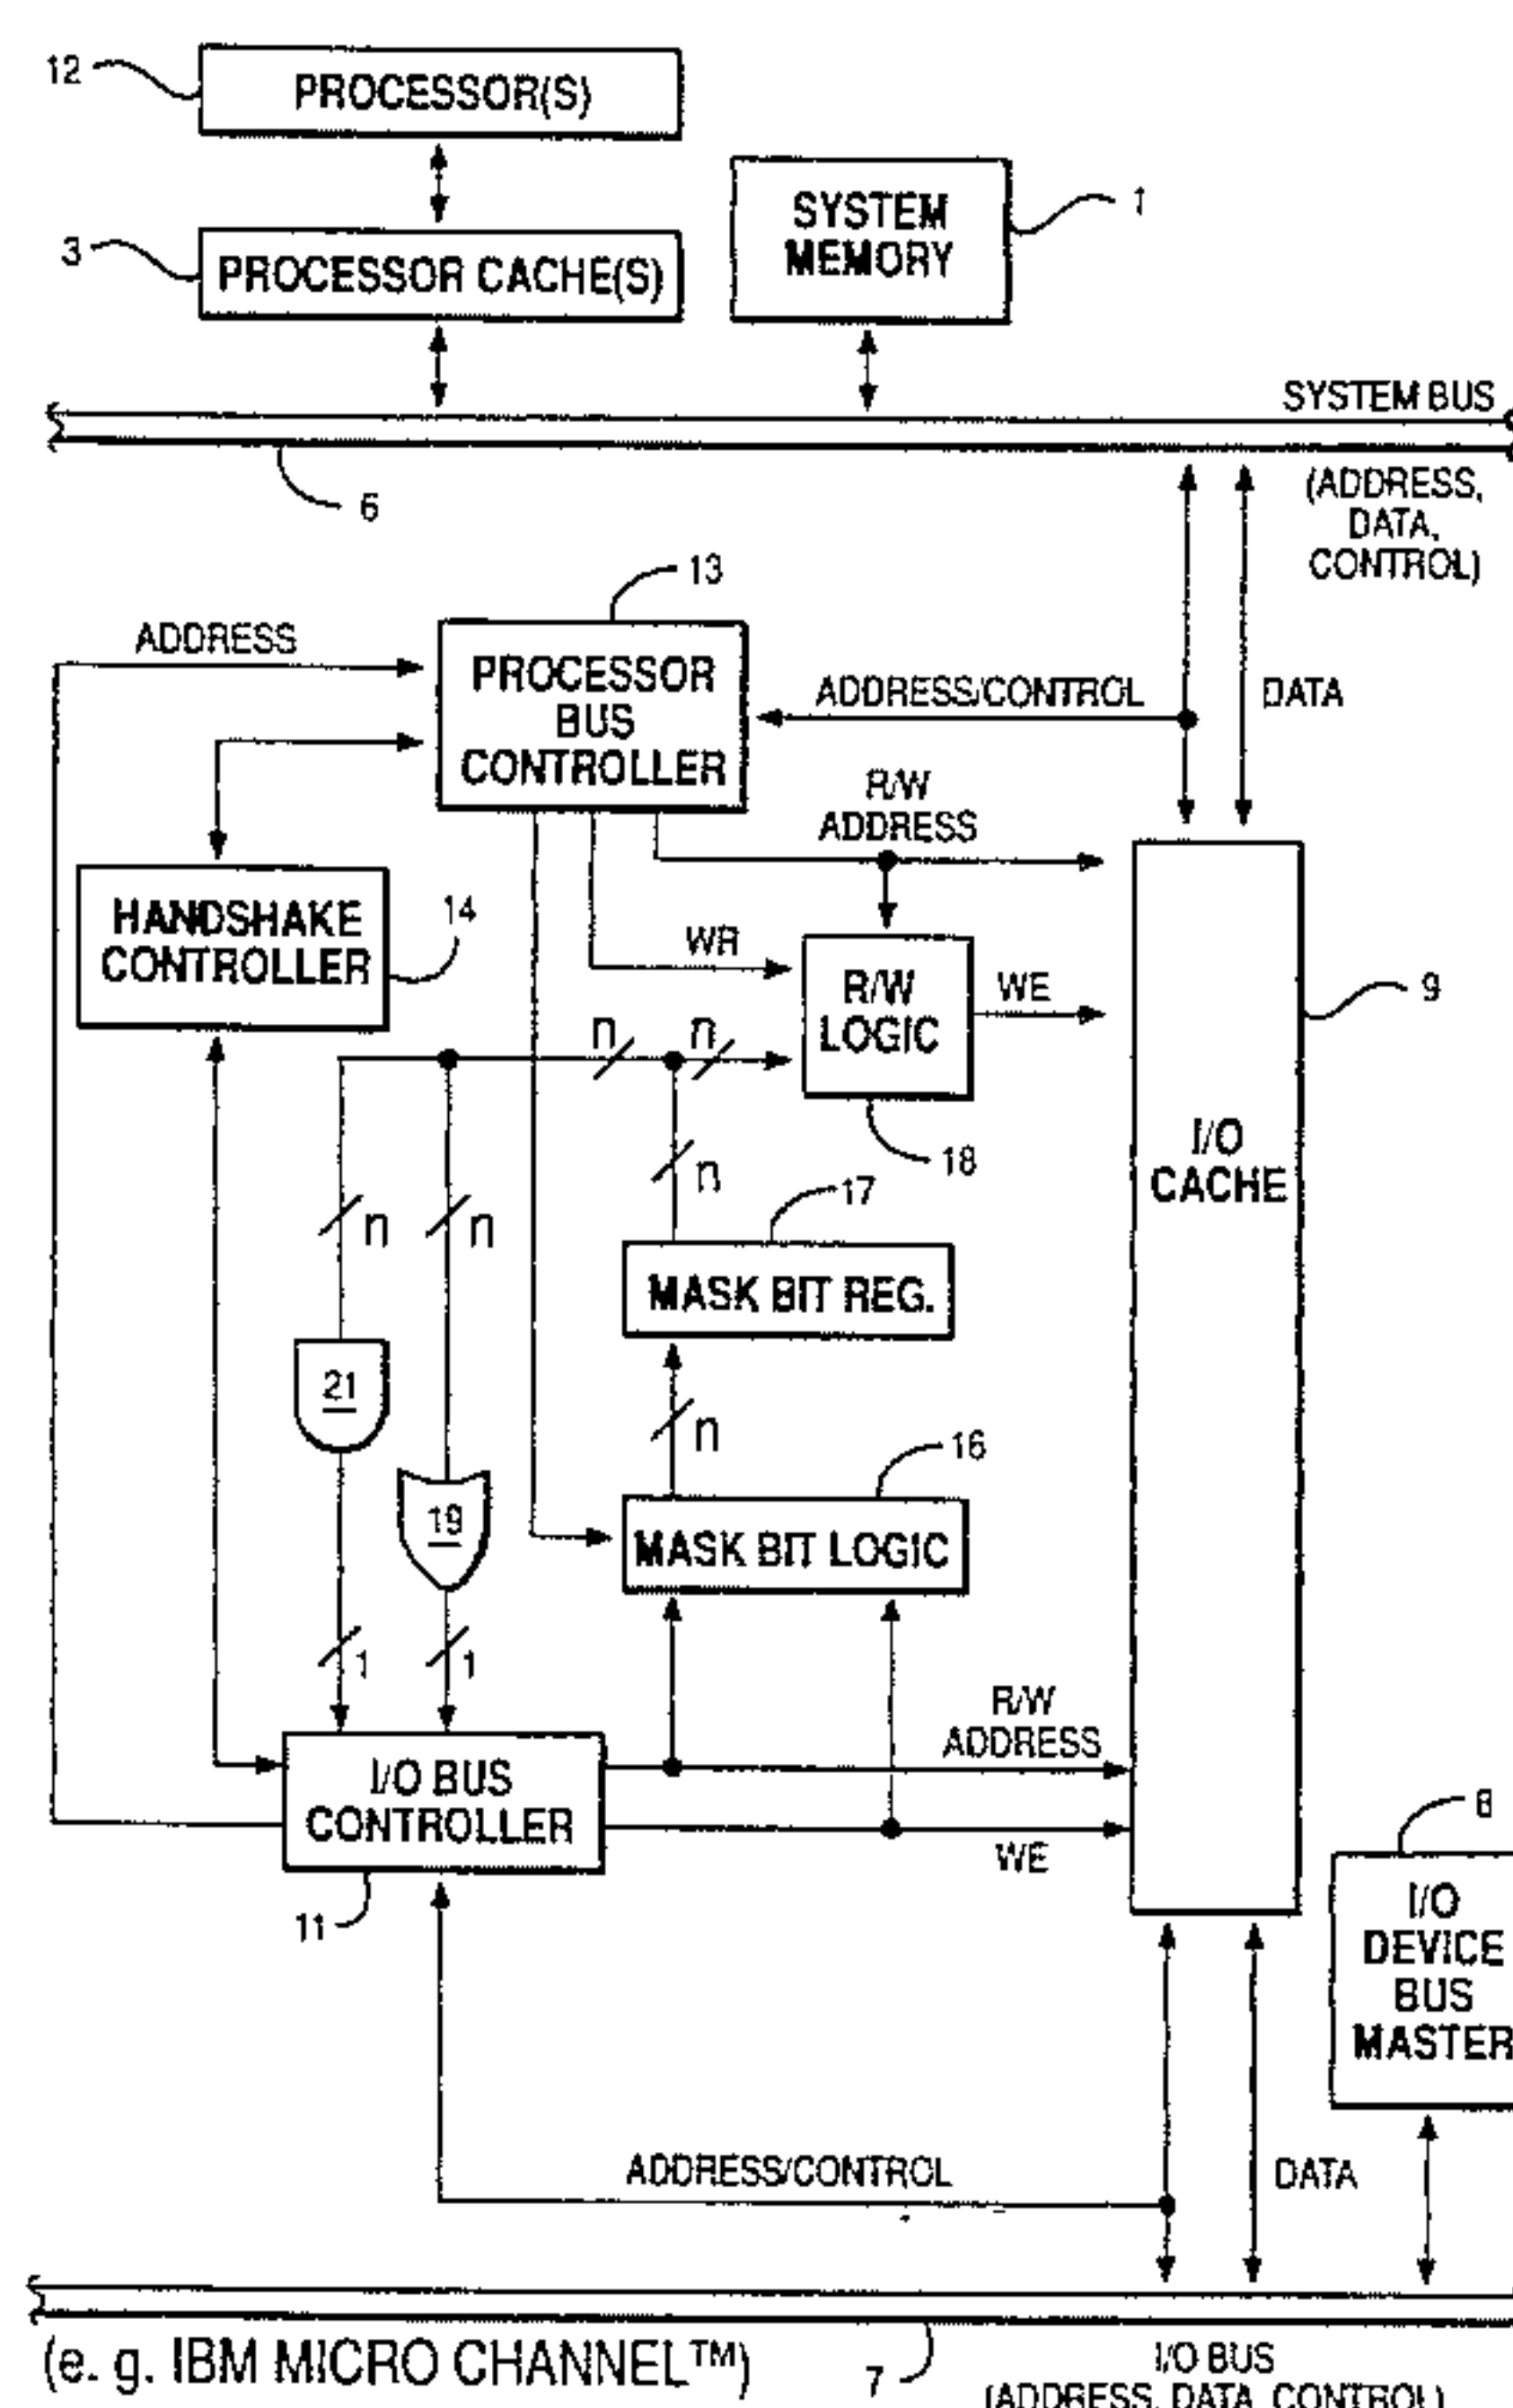 12
PROCESSOR(S)
SYSTEM
MEMORY
1
3
PROCESSOR CACHE(S)
SYSTEM BUS
6
(ADDRESS,
DATA,
CONTROL)
13
ADDRESS
PROCESSOR
BUS
CONTROLLER
ADDRESS/CONTROL
DATA
R/W
ADDRESS
HANDSHAKE
CONTROLLER
14
WR
R/W
LOGIC
WE
9
n
n
18
I/O
CACHE
n
17
n
n
MASK BIT REG.
21
n
16
19
MASK BIT LOGIC
1
1
R/W
ADDRESS
I/O BUS
CONTROLLER
WE
8
11
I/O
DEVICE
BUS
MASTER
ADDRESS/CONTROL
DATA
(e. g. IBM MICRO CHANNEL™)
7
I/O BUS
(ADDRESS, DATA, CONTROL)